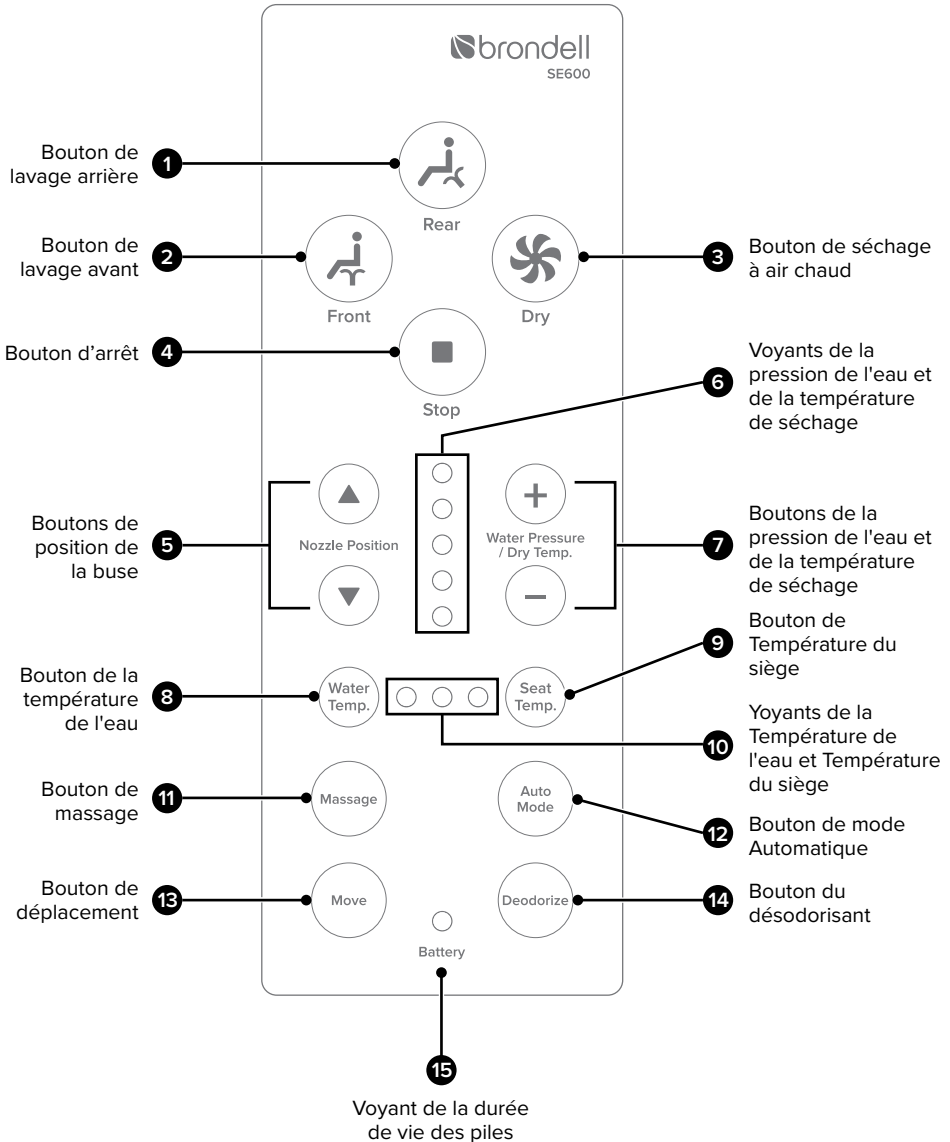 brondell
SE600
1
Bouton de
lavage arrière
Rear
2
Bouton de
lavage avant
Front
3
Bouton de séchage
à air chaud
Dry
4
Bouton d'arrêt
Stop
6
Voyants de la
pression de l'eau et
de la température
de séchage
5
Boutons de
position de
la buse
Nozzle Position
Water Pressure
/ Dry Temp.
7
Boutons de la
pression de l'eau et
de la température
de séchage
8
Bouton de la
température
de l'eau
Water
Temp.
Seat
Temp.
9
Bouton de
Température du
siège
10
Yoyants de la
Température de
l'eau et Température
du siège
11
Bouton de
massage
Massage
Auto
Mode
12
Bouton de mode
Automatique
13
Bouton de
déplacement
Move
Deodorize
14
Bouton du
désodorisant
Battery
15
Voyant de la durée
de vie des piles